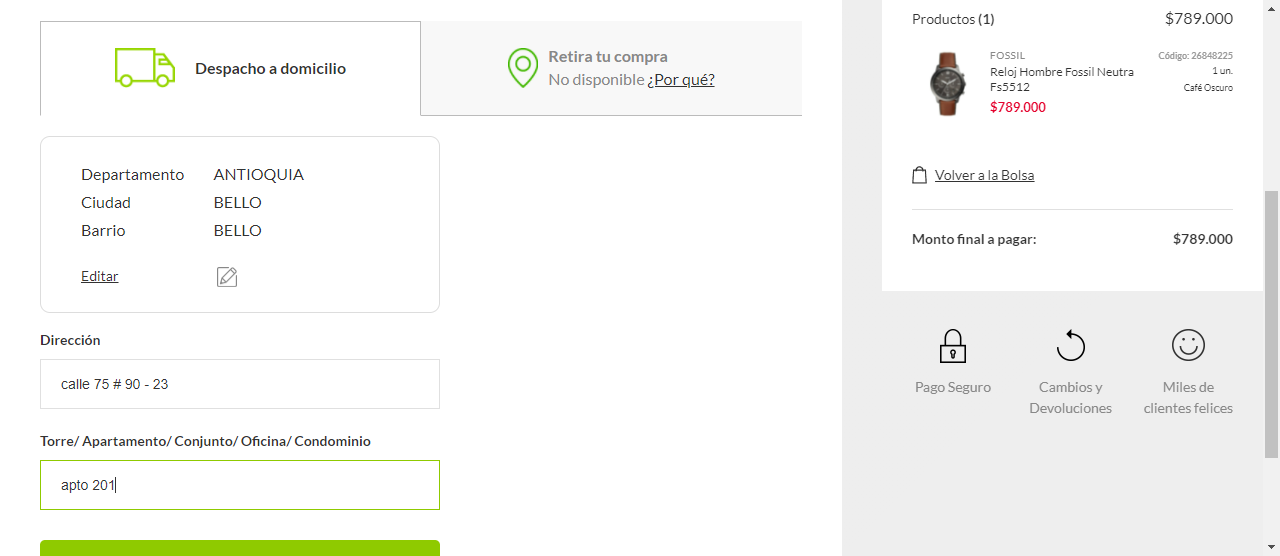 Despacho a domicilio
Retira tu compra
No disponible ¿Por qué?
Departamento ANTIOQUIA
Ciudad BELLO
Barrio BELLO
Editar
Dirección
calle 75 # 90 - 23
Torre/ Apartamento/ Conjunto/ Oficina/ Condominio
apto 201
Productos (1) $789.000
FOSSIL Código: 26848225
Reloj Hombre Fossil Neutra 1 un.
Fs5512 Café Oscuro
$789.000
Volver a la Bolsa
Monto final a pagar: $789.000
Pago Seguro
Cambios y
Devoluciones
Miles de
clientes felices